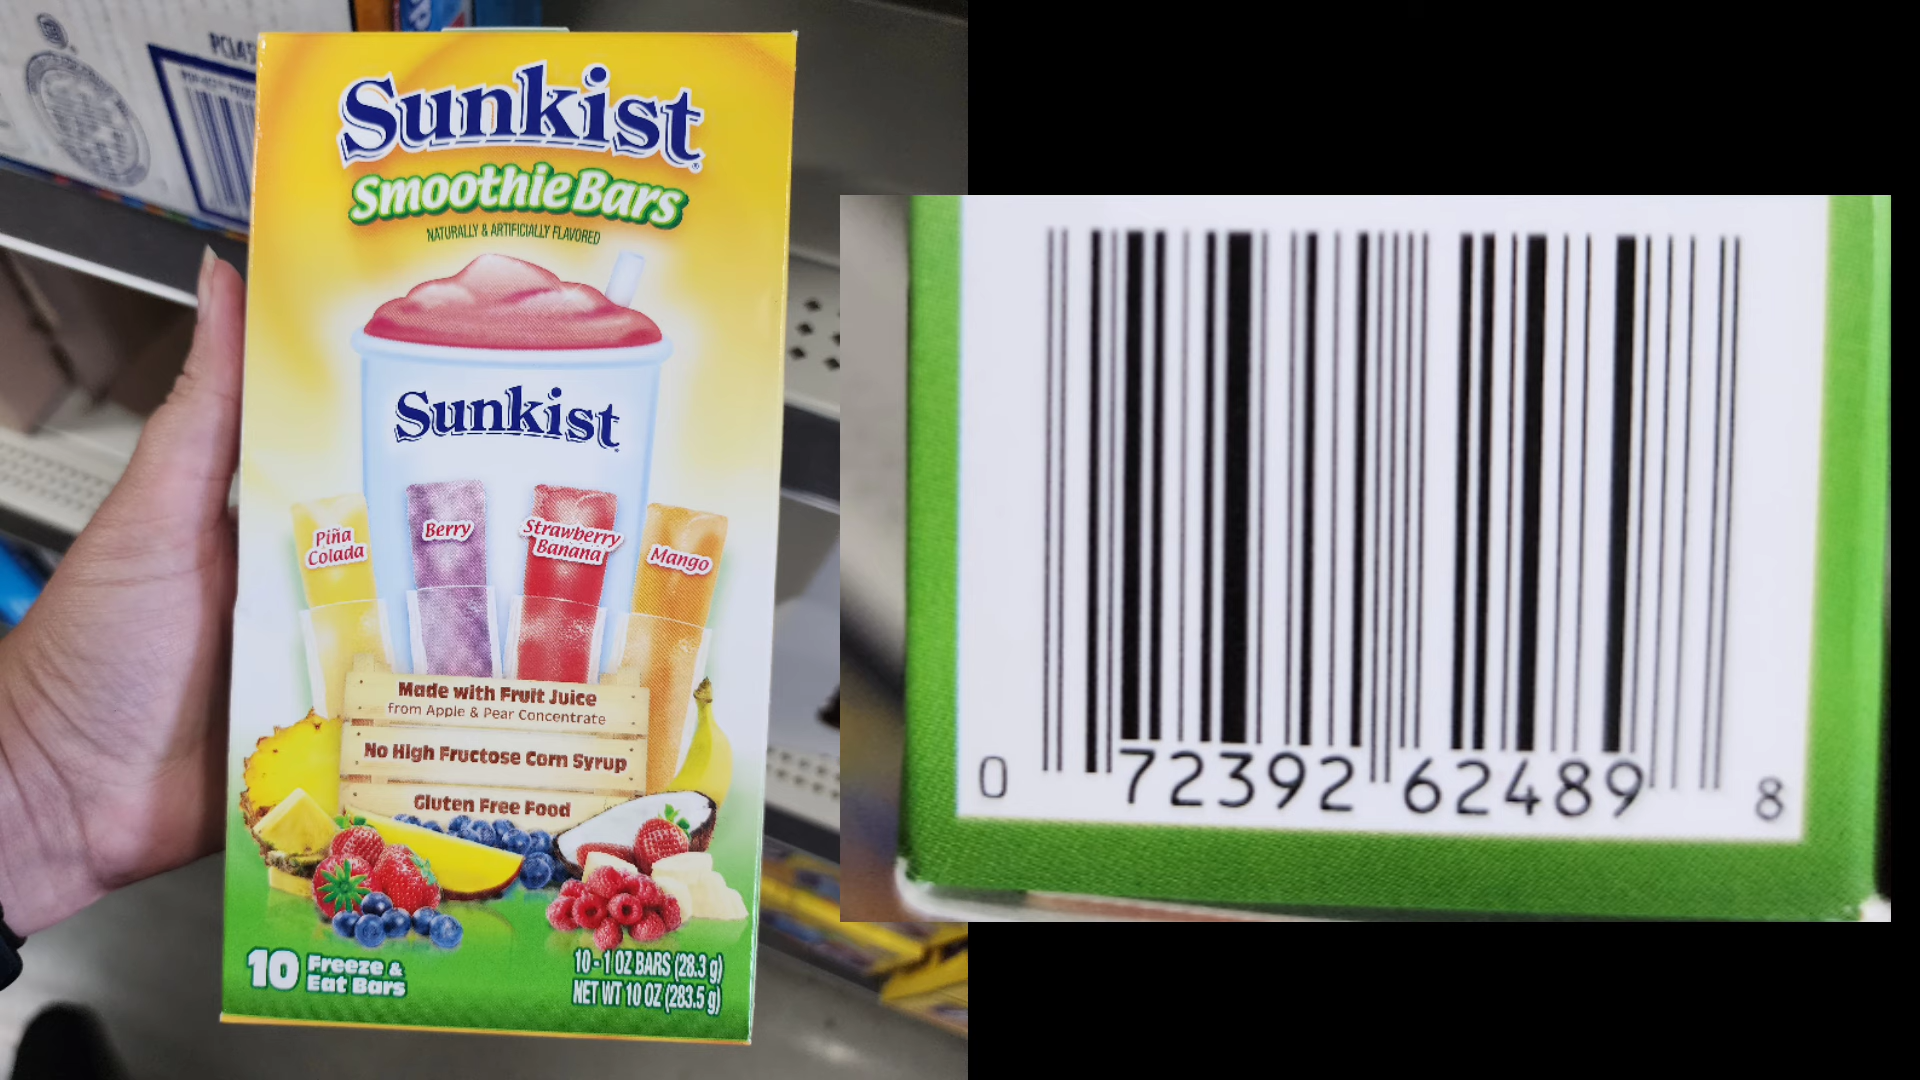 Sunkist®
Smoothie Bars
NATURALLY & ARTIFICIALLY FLAVORED
Sunkist®
Piña
Colada
Berry
Strawberry
Banana
Mango
Made with Fruit Juice
from Apple & Pear Concentrate
No High Fructose Corn Syrup
Gluten Free Food
10 Freeze &
Eat Bars
10 - 1 OZ BARS (28.3 g)
NET WT 10 OZ (283.5 g)
0 72392 62489 8